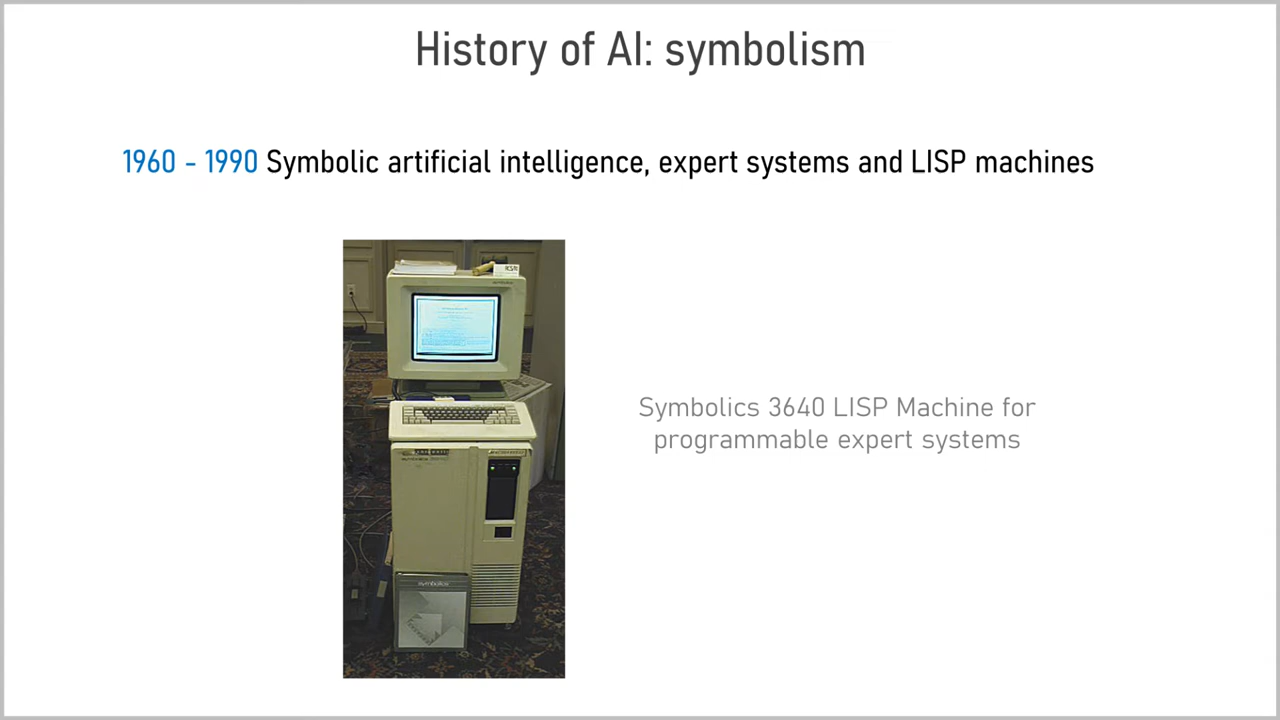 History of AI: symbolism
1960 - 1990 Symbolic artificial intelligence, expert systems and LISP machines
Symbolics 3640 LISP Machine for
programmable expert systems
symbolics